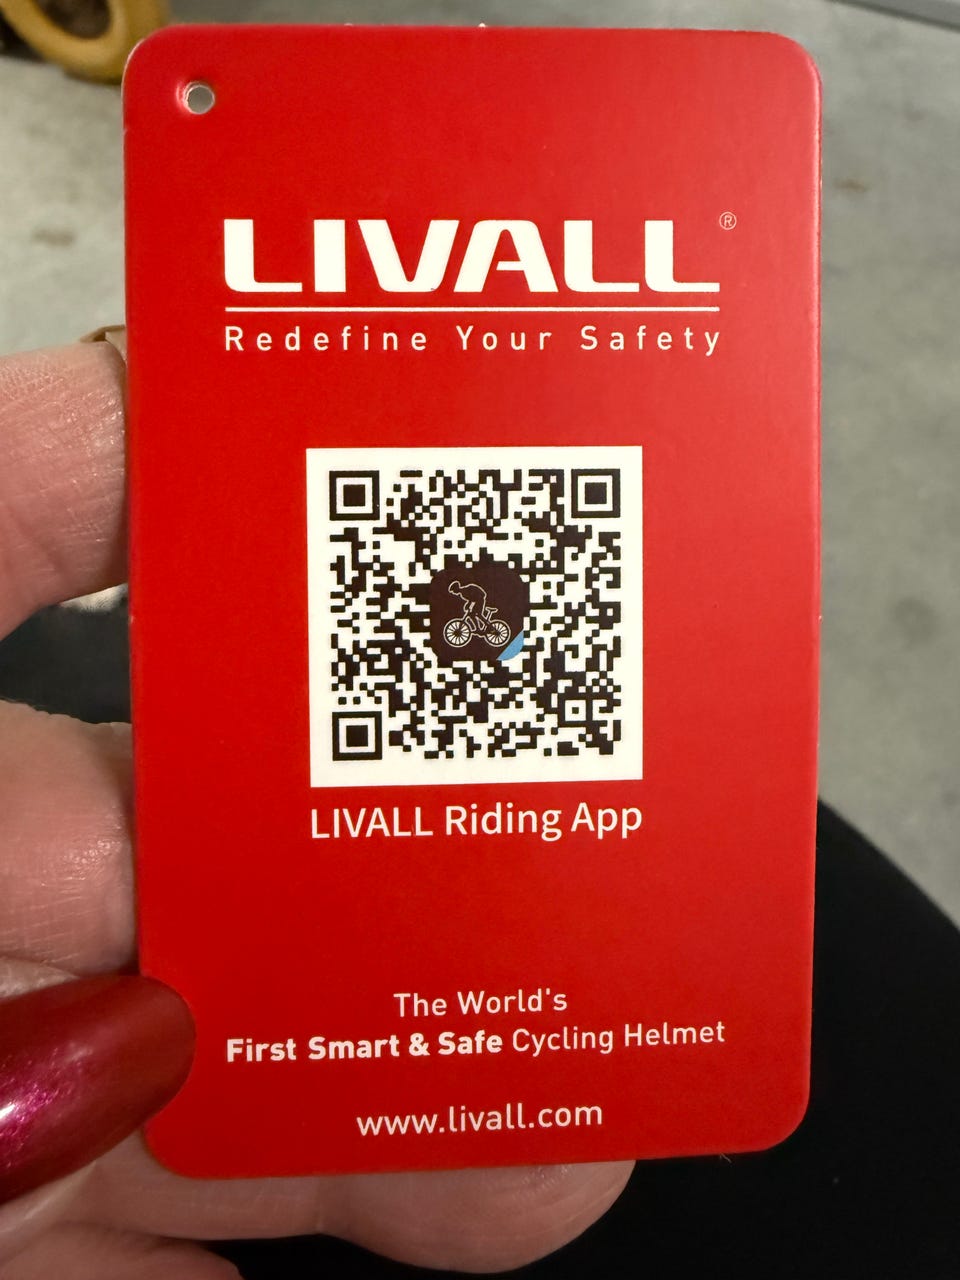 LIVALL®
Redefine Your Safety
LIVALL Riding App
The World's
First Smart & Safe Cycling Helmet
www.livall.com